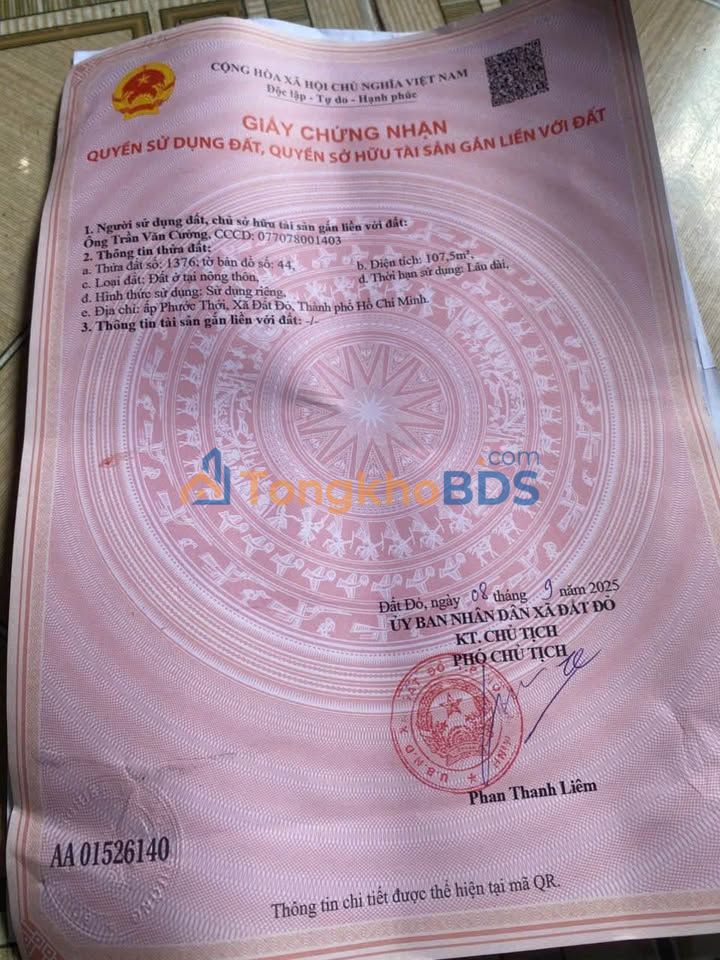 CỘNG HÒA XÃ HỘI CHỦ NGHĨA VIỆT NAM
Độc lập - Tự do - Hạnh phúc
GIẤY CHỨNG NHẬN
QUYỀN SỬ DỤNG ĐẤT, QUYỀN SỞ HỮU TÀI SẢN GẮN LIỀN VỚI ĐẤT
1. Người sử dụng đất, chủ sở hữu tài sản gắn liền với đất:
Ông Trần Văn Cường, CCCD: 077078001403
2. Thông tin thửa đất:
a. Thửa đất số: 1376; tờ bản đồ số: 44, b. Diện tích: 107,5m²,
c. Loại đất: Đất ở tại nông thôn, d. Thời hạn sử dụng: Lâu dài,
đ. Hình thức sử dụng: Sử dụng riêng,
e. Địa chỉ: ấp Phước Thới, Xã Đất Đỏ, Thành phố Hồ Chí Minh.
3. Thông tin tài sản gắn liền với đất: -/-
TongkhoBDS.com
Đất Đỏ, ngày 08 tháng 9 năm 2025
ỦY BAN NHÂN DÂN XÃ ĐẤT ĐỎ
KT. CHỦ TỊCH
PHÓ CHỦ TỊCH
Phan Thanh Liêm
AA 01526140
Thông tin chi tiết được thể hiện tại mã QR.